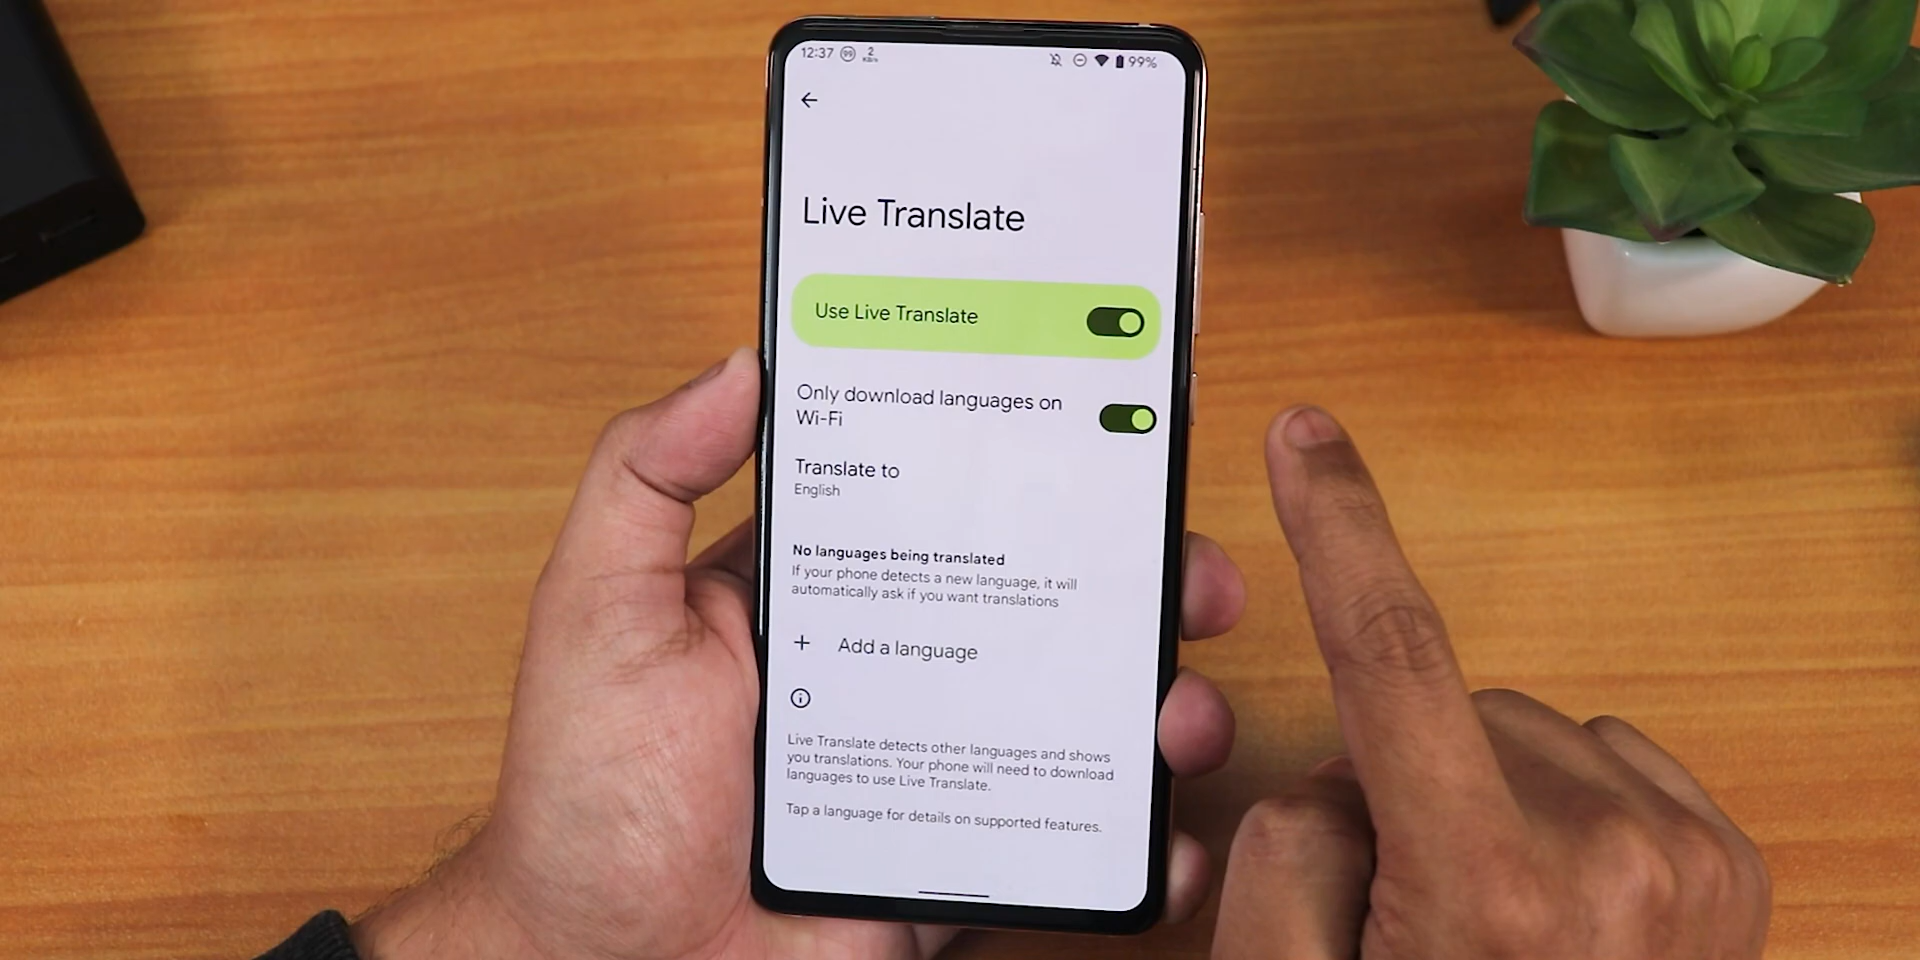 12:37 99 2 KB/s 99%
Live Translate
Use Live Translate
Only download languages on
Wi-Fi
Translate to
English
No languages being translated
If your phone detects a new language, it will
automatically ask if you want translations
+ Add a language
Live Translate detects other languages and shows
you translations. Your phone will need to download
languages to use Live Translate.
Tap a language for details on supported features.